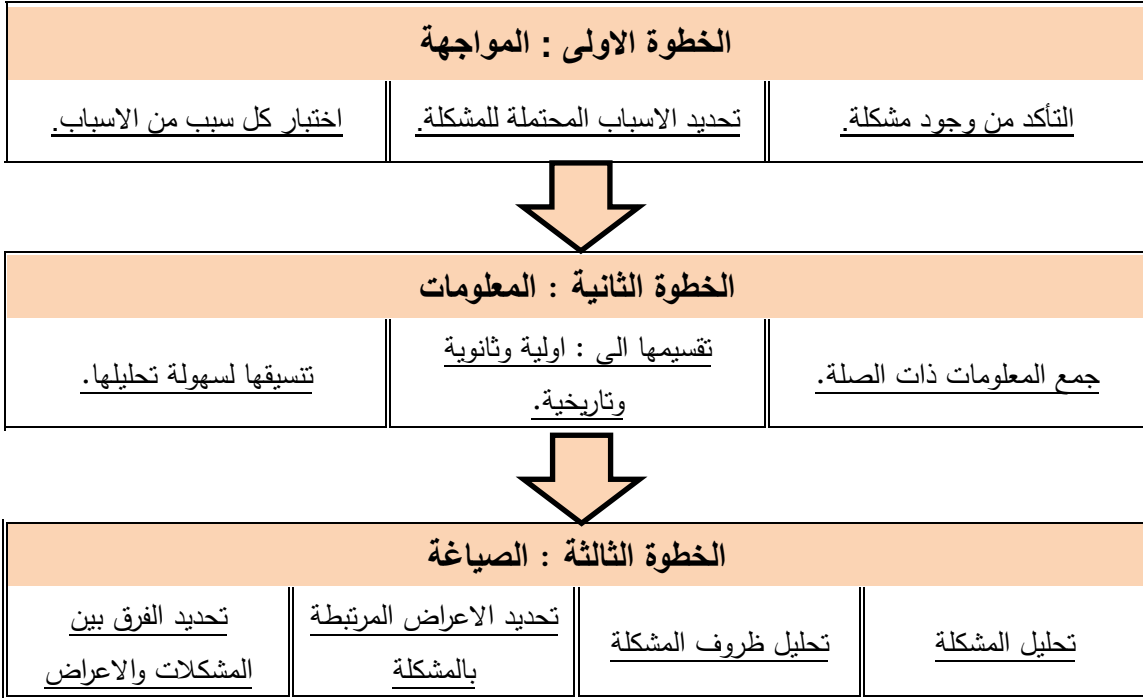 الخطوة الاولى : المواجهة
التأكد من وجود مشكلة.
تحديد الاسباب المحتملة للمشكلة.
اختبار كل سبب من الاسباب.
الخطوة الثانية : المعلومات
جمع المعلومات ذات الصلة.
تقسيمها الى : اولية وثانوية
وتاريخية.
تنسيقها لسهولة تحليلها.
الخطوة الثالثة : الصياغة
تحليل المشكلة
تحليل ظروف المشكلة
تحديد الاعراض المرتبطة
بالمشكلة
تحديد الفرق بين
المشكلات والاعراض